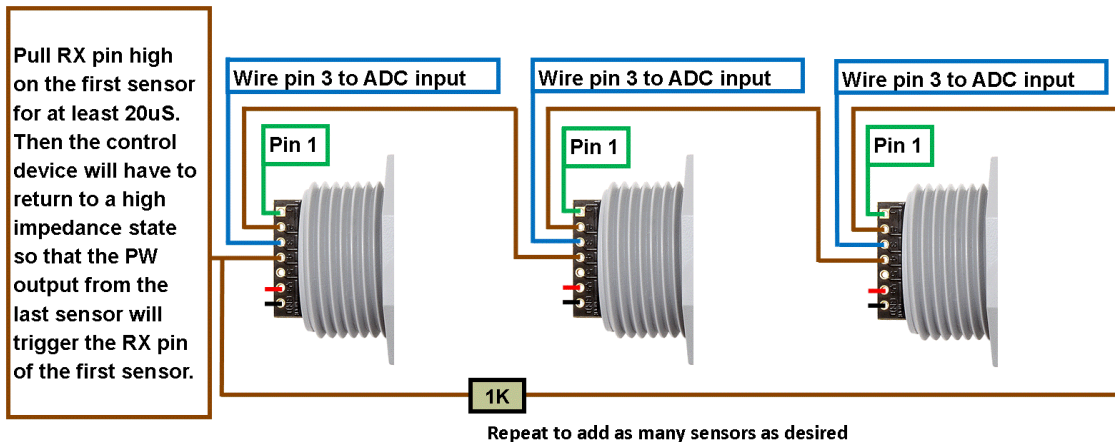 Pull RX pin high
on the first sensor
for at least 20uS.
Then the control
device will have to
return to a high
impedance state
so that the PW
output from the
last sensor will
trigger the RX pin
of the first sensor.
Wire pin 3 to ADC input
Pin 1
Wire pin 3 to ADC input
Pin 1
Wire pin 3 to ADC input
Pin 1
1K
Repeat to add as many sensors as desired